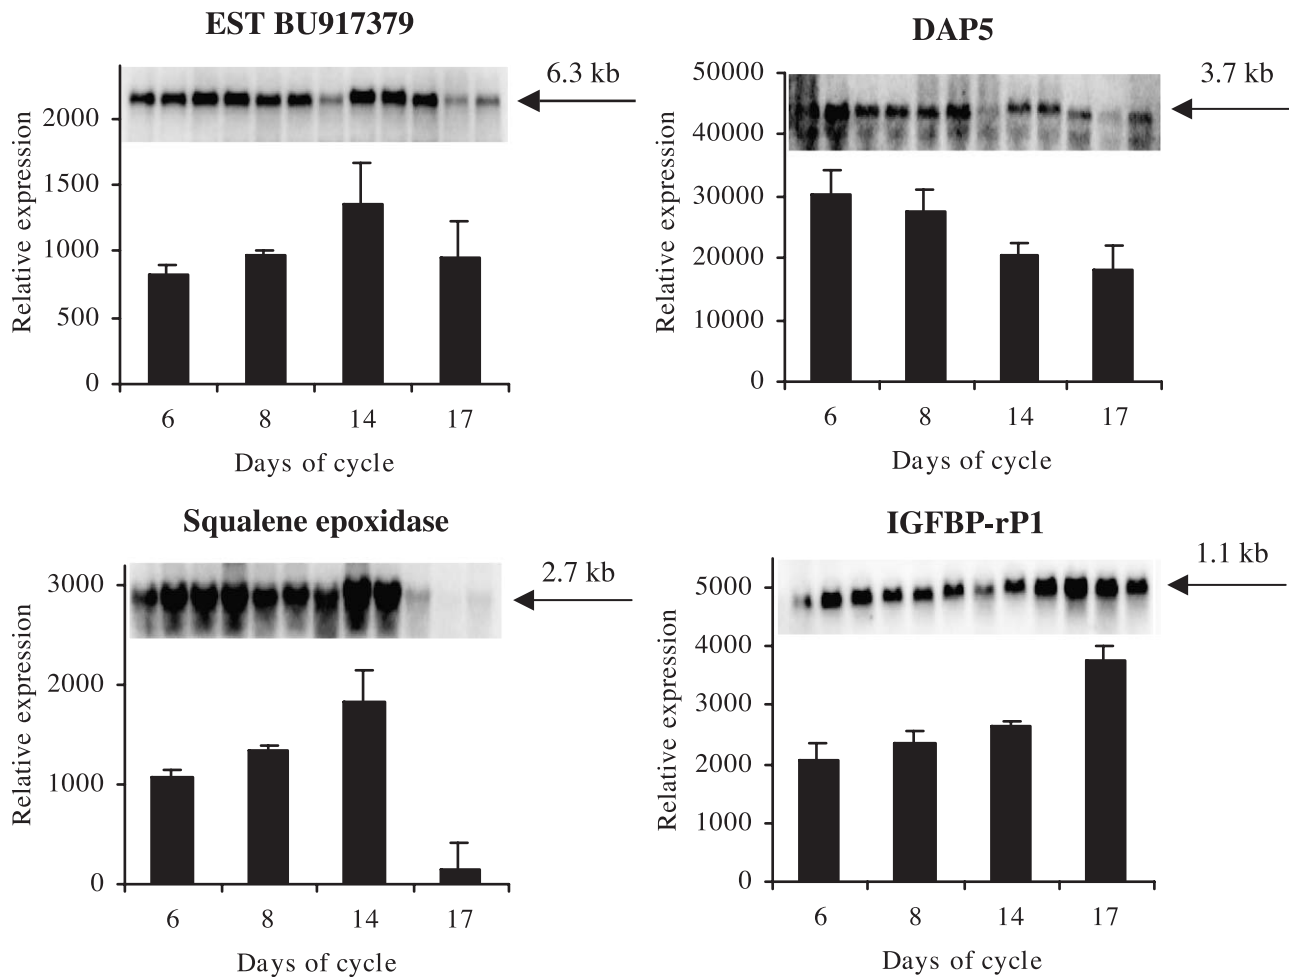 EST BU917379
6.3 kb
Relative expression
2000
1500
1000
500
0
6 8 14 17
Days of cycle
DAP5
3.7 kb
Relative expression
50000
40000
30000
20000
10000
0
6 8 14 17
Days of cycle
Squalene epoxidase
2.7 kb
Relative expression
3000
2000
1000
0
6 8 14 17
Days of cycle
IGFBP-rP1
1.1 kb
Relative expression
5000
4000
3000
2000
1000
0
6 8 14 17
Days of cycle